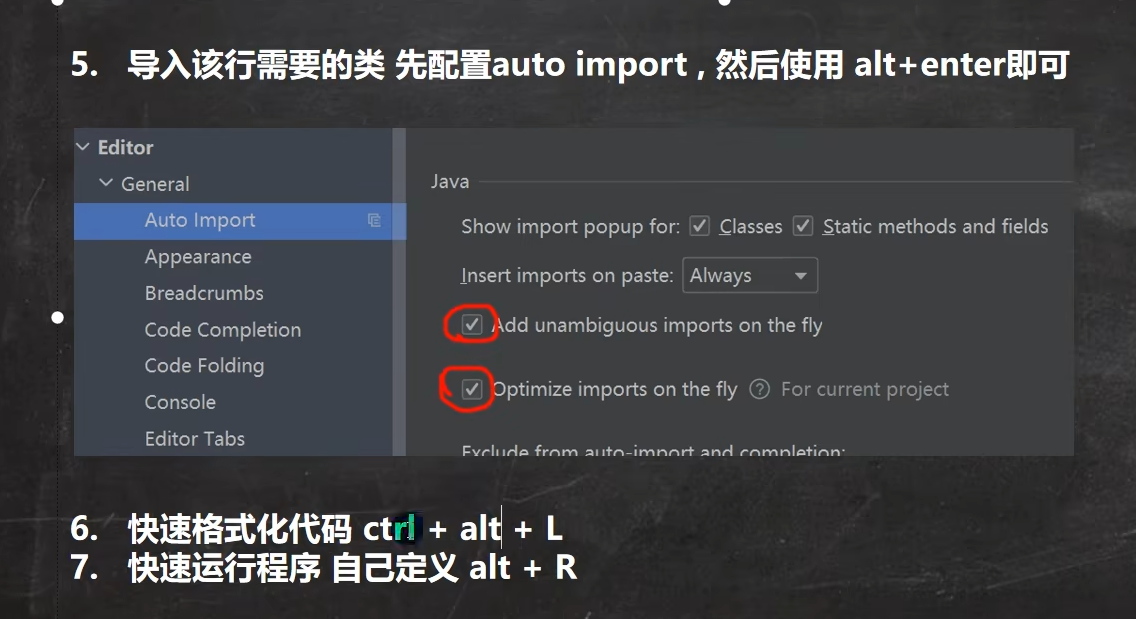 5. 导入该行需要的类 先配置auto import , 然后使用 alt+enter即可
Editor
General
Auto Import
Appearance
Breadcrumbs
Code Completion
Code Folding
Console
Editor Tabs
Java
Show import popup for: Classes Static methods and fields
Insert imports on paste: Always
Add unambiguous imports on the fly
Optimize imports on the fly ? For current project
Exclude from auto-import and completion:
6. 快速格式化代码 ctrl + alt + L
7. 快速运行程序 自己定义 alt + R